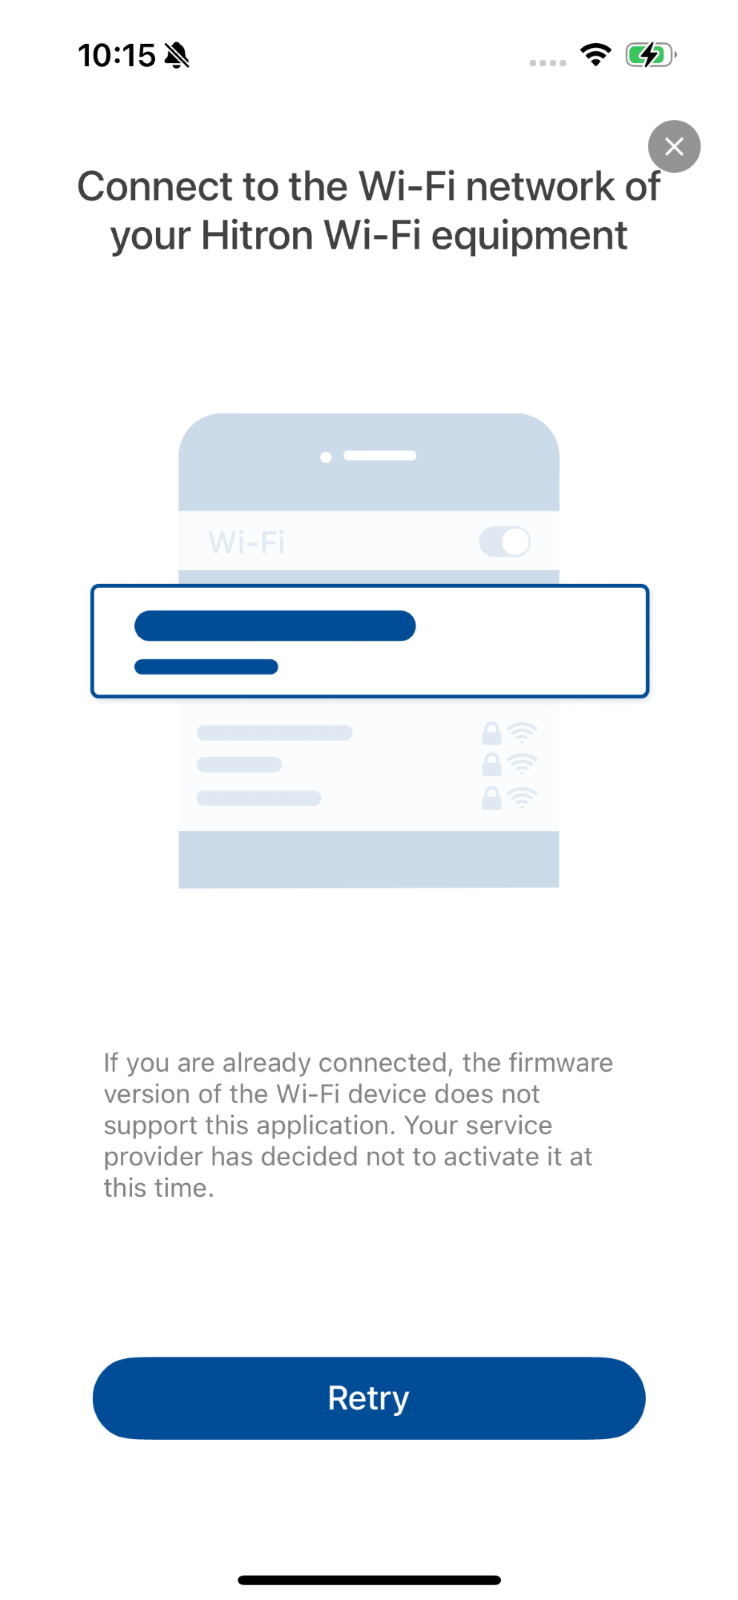 10:15
Connect to the Wi-Fi network of
your Hitron Wi-Fi equipment
Wi-Fi
If you are already connected, the firmware
version of the Wi-Fi device does not
support this application. Your service
provider has decided not to activate it at
this time.
Retry